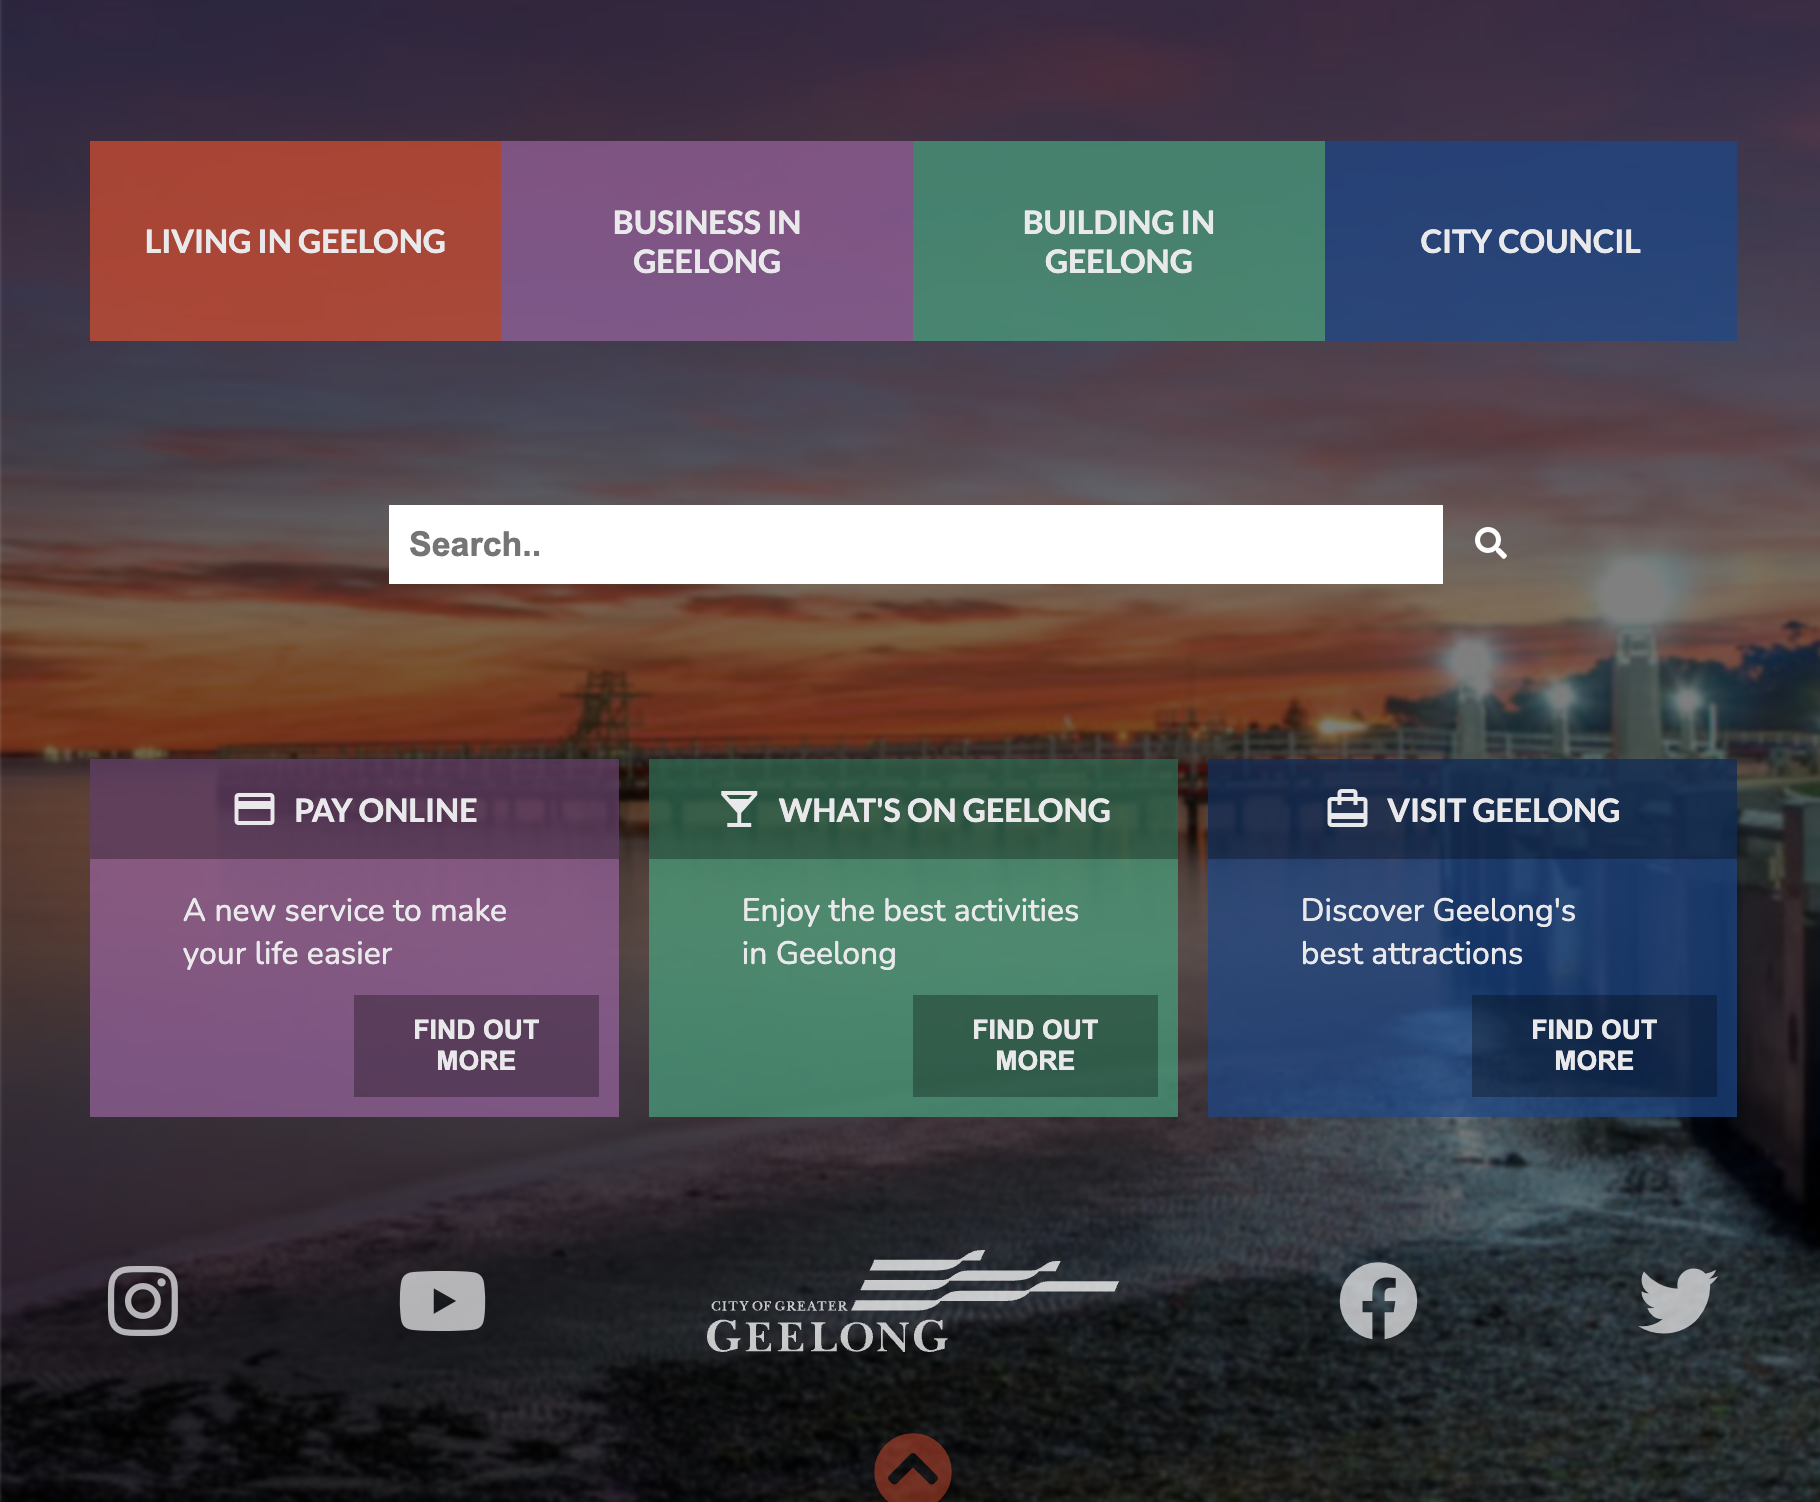 LIVING IN GEELONG
BUSINESS IN
GEELONG
BUILDING IN
GEELONG
CITY COUNCIL
Search..
PAY ONLINE
A new service to make
your life easier
FIND OUT
MORE
WHAT'S ON GEELONG
Enjoy the best activities
in Geelong
FIND OUT
MORE
VISIT GEELONG
Discover Geelong's
best attractions
FIND OUT
MORE
CITY OF GREATER
GEELONG